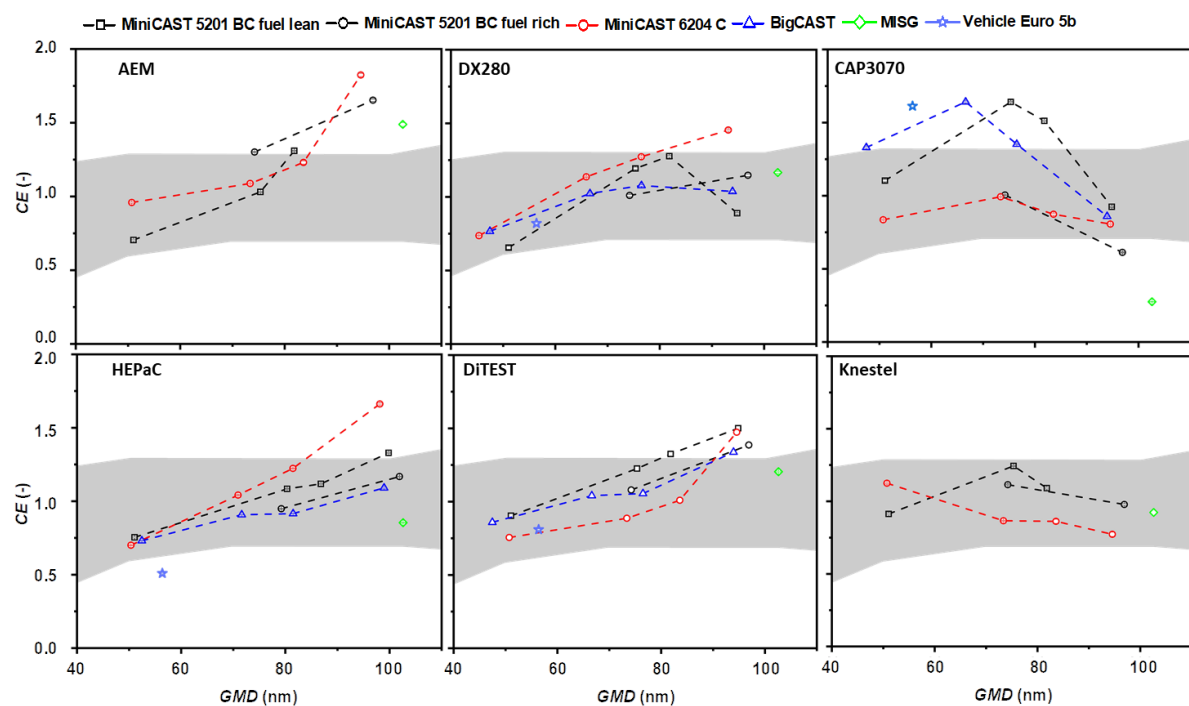 MiniCAST 5201 BC fuel lean MiniCAST 5201 BC fuel rich MiniCAST 6204 C BigCAST MISG Vehicle Euro 5b
AEM DX280 CAP3070
2.0
1.5
1.0
0.5
0.0
CE (-)
HEPaC DiTEST Knestel
2.0
1.5
1.0
0.5
0.0
CE (-)
40 60 80 100 40 60 80 100 40 60 80 100
GMD (nm) GMD (nm) GMD (nm)